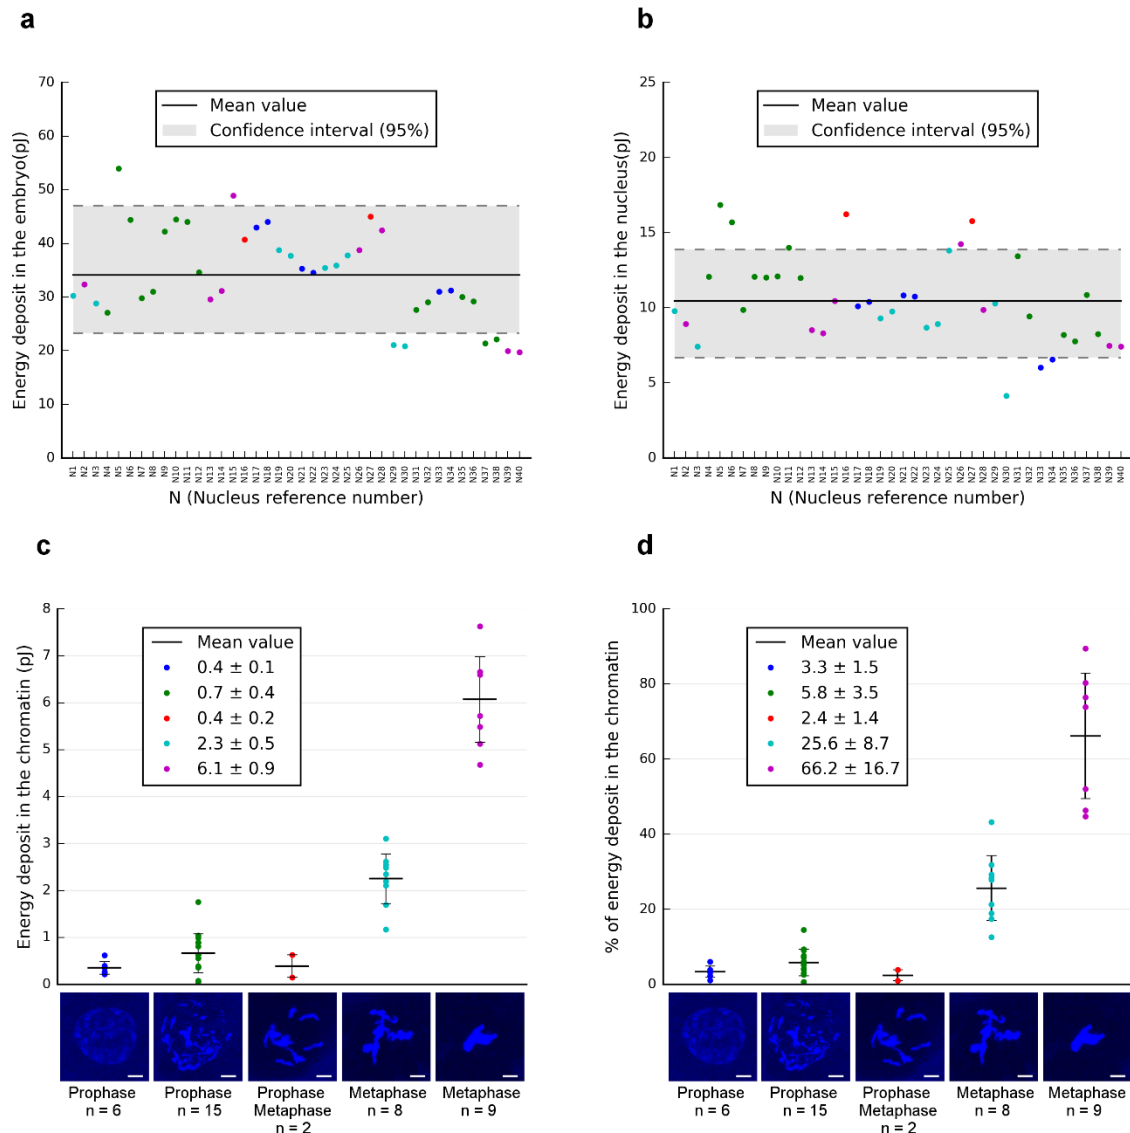 a
Energy deposit in the embryo(pJ)
70
60
50
40
30
20
10
0
Mean value
Confidence interval (95%)
N1 N2 N3 N4 N5 N6 N7 N8 N9 N10 N11 N12 N13 N14 N15 N16 N17 N18 N19 N20 N21 N22 N23 N24 N25 N26 N27 N28 N29 N30 N31 N32 N33 N34 N35 N36 N37 N38 N39 N40
N (Nucleus reference number)
b
Energy deposit in the nucleus(pJ)
25
20
15
10
5
0
Mean value
Confidence interval (95%)
N1 N2 N3 N4 N5 N6 N7 N8 N9 N10 N11 N12 N13 N14 N15 N16 N17 N18 N19 N20 N21 N22 N23 N24 N25 N26 N27 N28 N29 N30 N31 N32 N33 N34 N35 N36 N37 N38 N39 N40
N (Nucleus reference number)
c
Energy deposit in the chromatin (pJ)
8
7
6
5
4
3
2
1
0
Mean value
0.4 ± 0.1
0.7 ± 0.4
0.4 ± 0.2
2.3 ± 0.5
6.1 ± 0.9
Prophase
n = 6
Prophase
n = 15
Prophase
Metaphase
n = 2
Metaphase
n = 8
Metaphase
n = 9
d
% of energy deposit in the chromatin
100
80
60
40
20
0
Mean value
3.3 ± 1.5
5.8 ± 3.5
2.4 ± 1.4
25.6 ± 8.7
66.2 ± 16.7
Prophase
n = 6
Prophase
n = 15
Prophase
Metaphase
n = 2
Metaphase
n = 8
Metaphase
n = 9